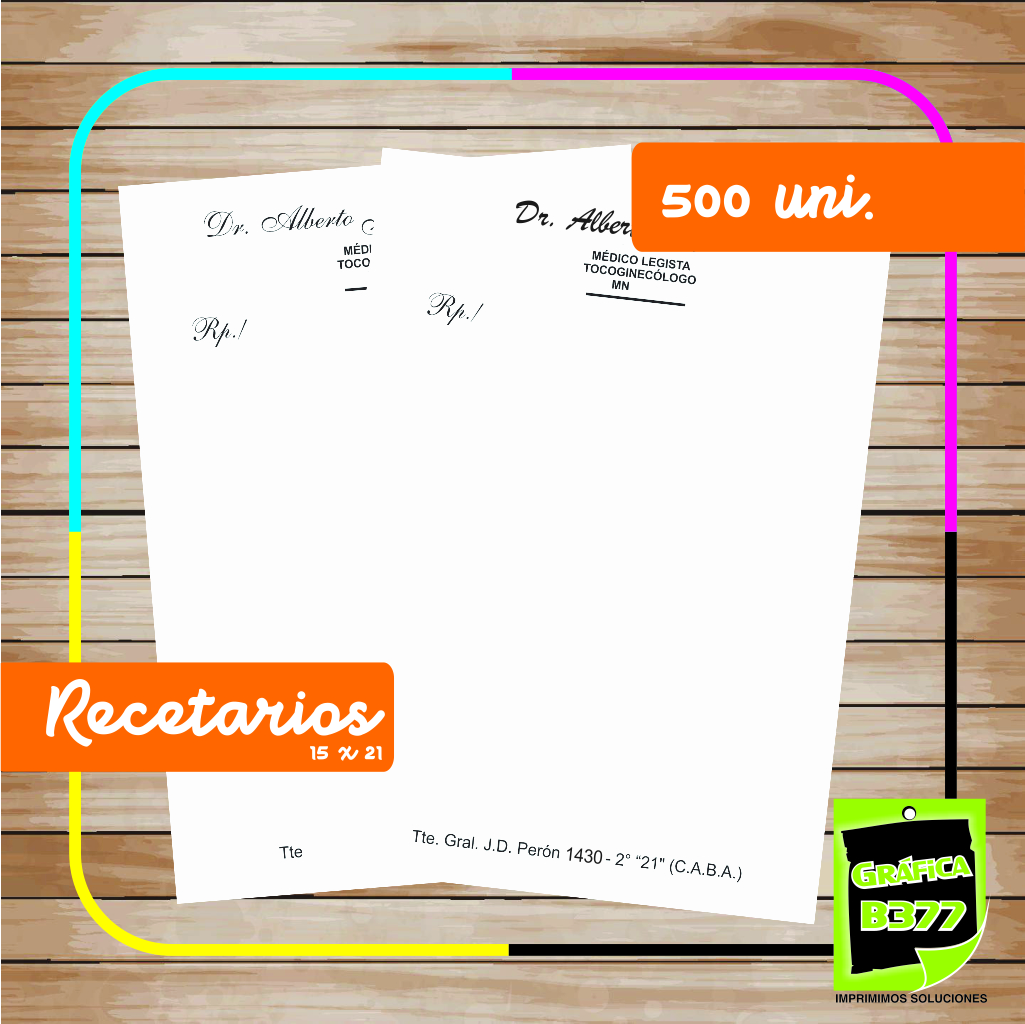 500 uni.
Dr. Alberto
MÉDI
TOCO
Rp./
Dr. Alber
MÉDICO LEGISTA
TOCOGINECÓLOGO
MN
Rp./
Recetarios
15 x 21
Tte
Tte. Gral. J.D. Perón 1430 - 2° “21" (C.A.B.A.)
GRÁFiCA
B377
IMPRIMIMOS SOLUCIONES